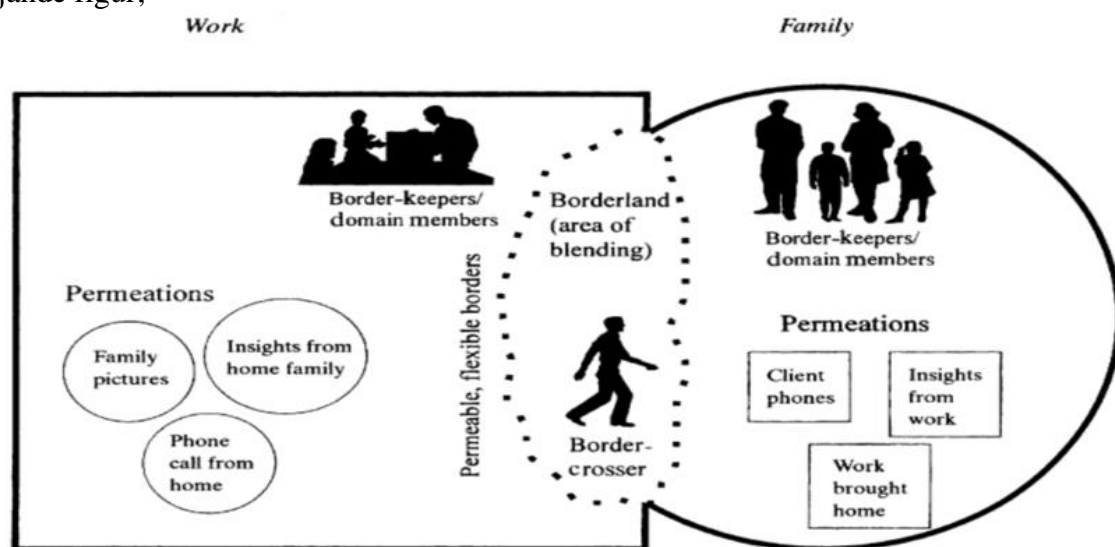 figur,
Work
Family
Border-keepers/
domain members
Borderland
(area of
blending)
Border-keepers/
domain members
Permeable, flexible borders
Permeations
Family
pictures
Insights from
home family
Phone
call from
home
Border-
crosser
Permeations
Client
phones
Insights
from
work
Work
brought
home